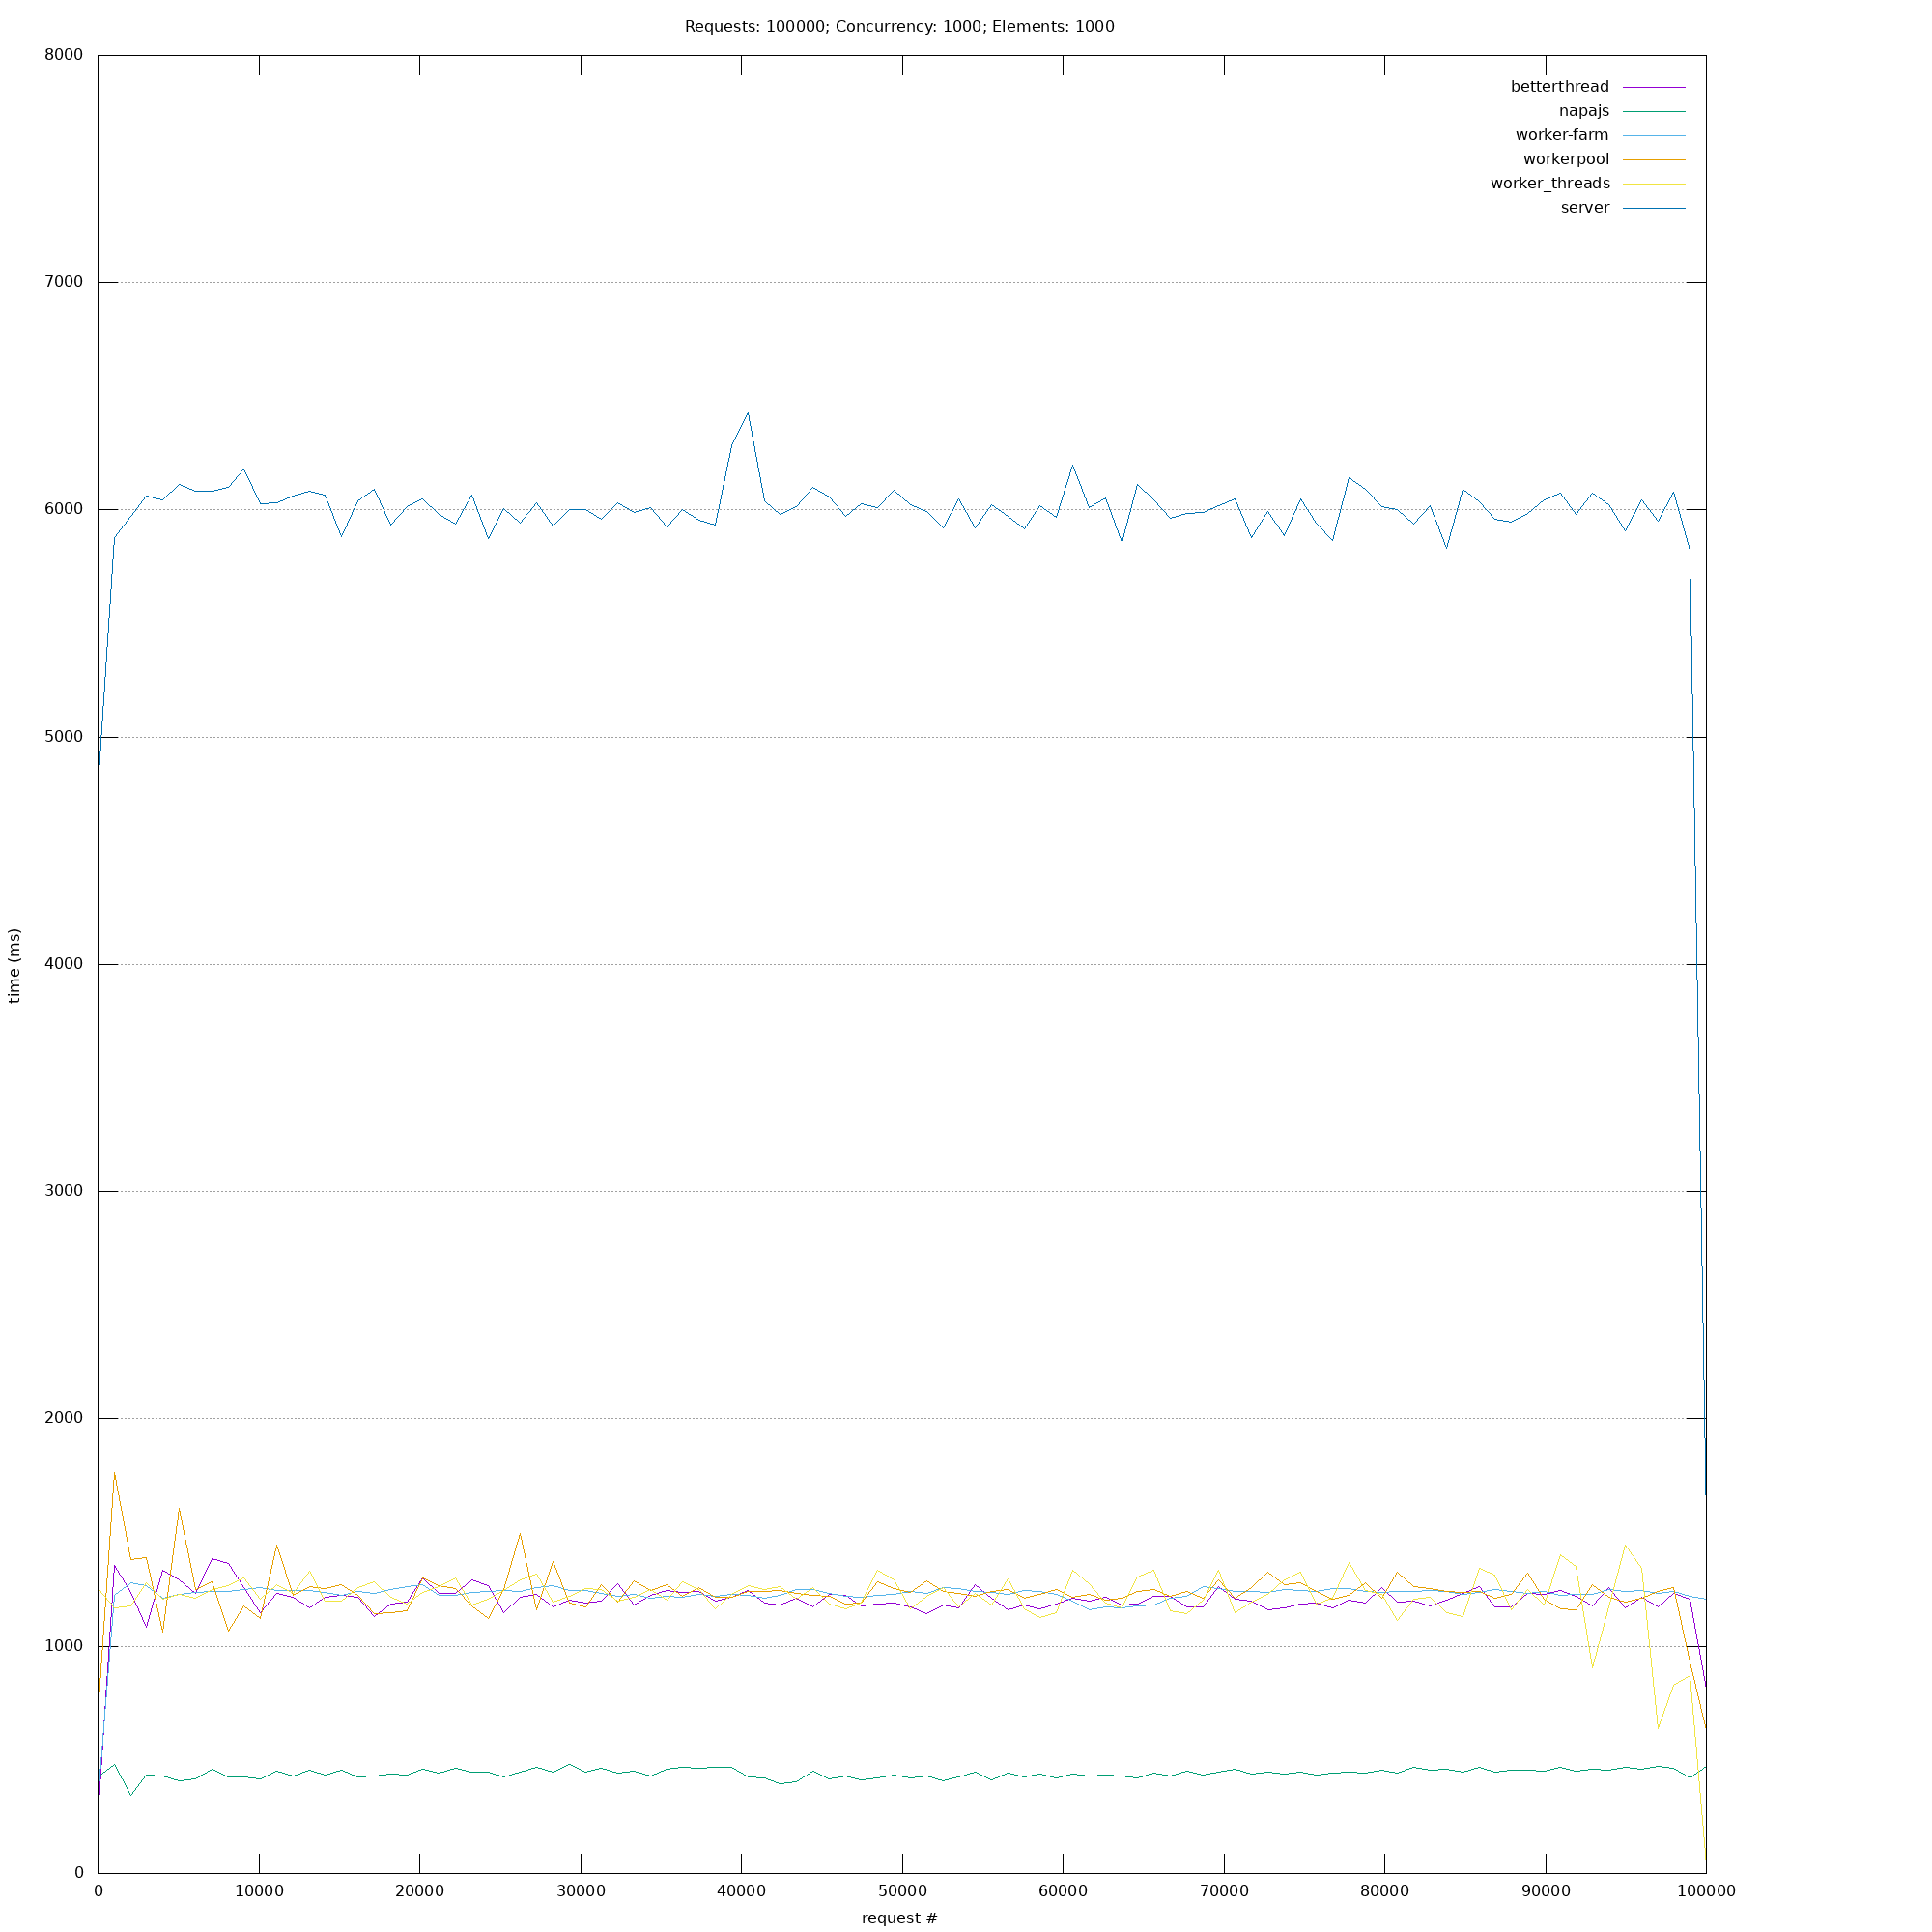 Requests: 100000; Concurrency: 1000; Elements: 1000
8000
betterthread
napajs
worker-farm
workerpool
worker_threads
server
7000
6000
5000
4000
time (ms)
3000
2000
1000
0
0 10000 20000 30000 40000 50000 60000 70000 80000 90000 100000
request #